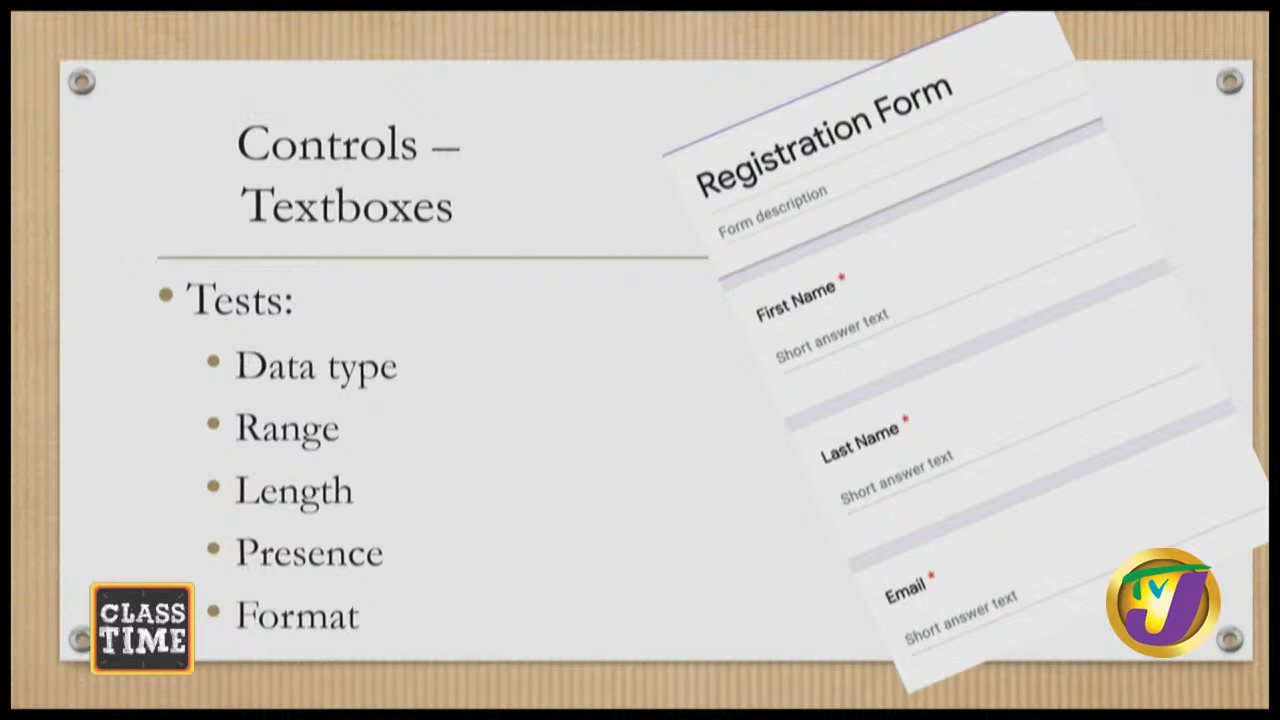 Controls –
Textboxes
• Tests:
• Data type
• Range
• Length
• Presence
• Format
Registration Form
Form description
First Name *
Short answer text
Last Name *
Short answer text
Email *
Short answer text
CLASS
TIME
TVJ